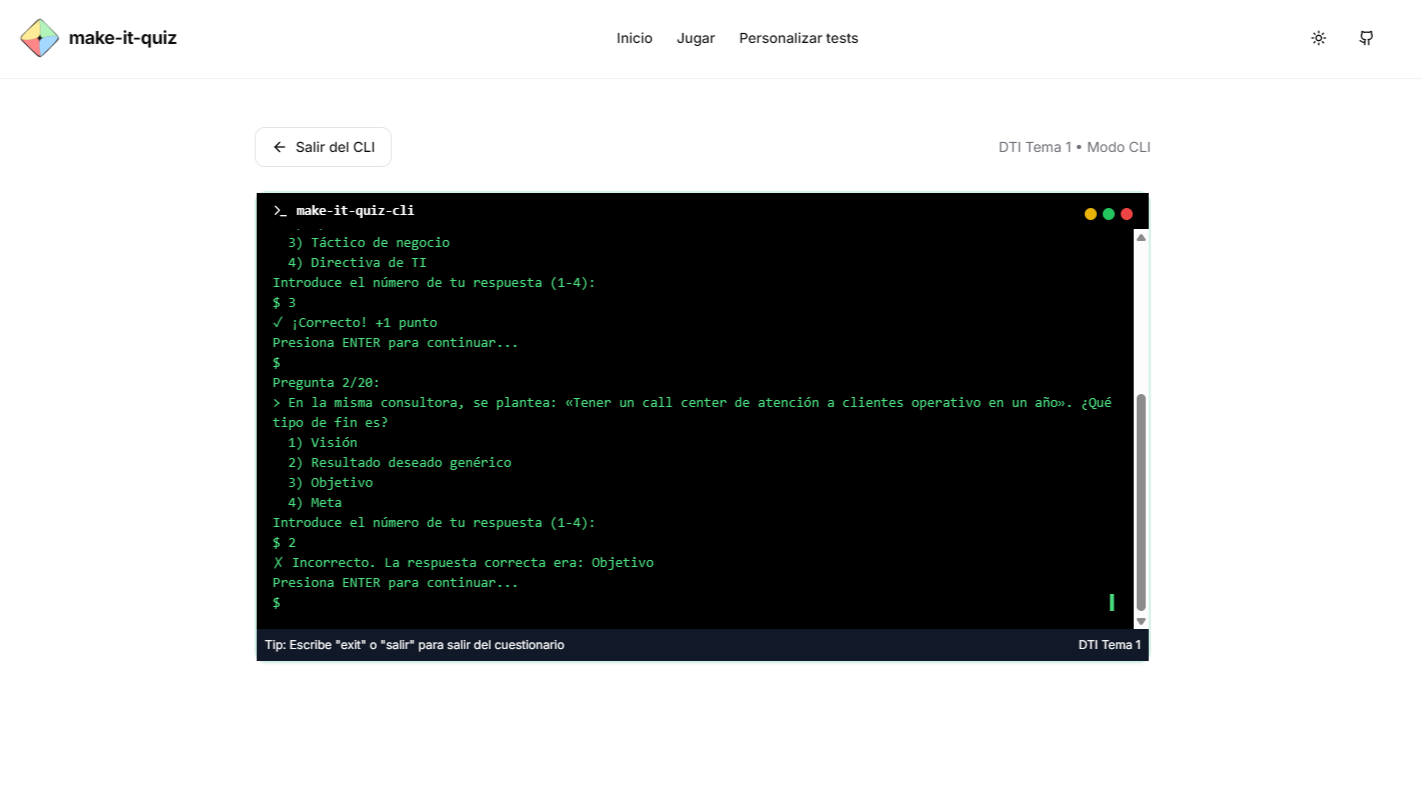 make-it-quiz
Inicio
Jugar
Personalizar tests
Salir del CLI
DTI Tema 1 • Modo CLI
>_ make-it-quiz-cli
3) Táctico de negocio
4) Directiva de TI
Introduce el número de tu respuesta (1-4):
$ 3
✓ ¡Correcto! +1 punto
Presiona ENTER para continuar...
$
Pregunta 2/20:
> En la misma consultora, se plantea: «Tener un call center de atención a clientes operativo en un año». ¿Qué
tipo de fin es?
1) Visión
2) Resultado deseado genérico
3) Objetivo
4) Meta
Introduce el número de tu respuesta (1-4):
$ 2
✗ Incorrecto. La respuesta correcta era: Objetivo
Presiona ENTER para continuar...
$
Tip: Escribe "exit" o "salir" para salir del cuestionario
DTI Tema 1